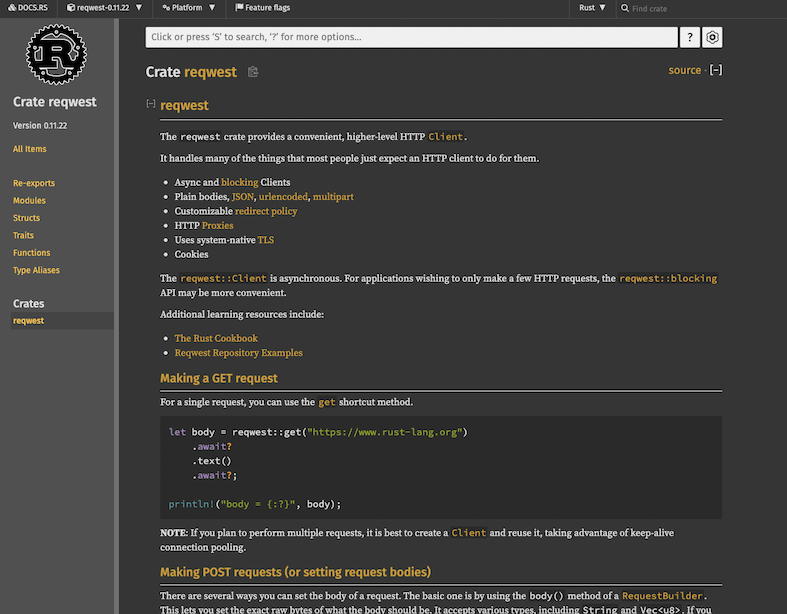 DOCS.RS reqwest-0.11.22 Platform Feature flags Rust Find crate
Click or press ‘S’ to search, ‘?’ for more options…
?
R
Crate reqwest
source · [−]
Crate reqwest
Version 0.11.22
All Items
Re-exports
Modules
Structs
Traits
Functions
Type Aliases
Crates
reqwest
[−] reqwest
The reqwest crate provides a convenient, higher-level HTTP Client.
It handles many of the things that most people just expect an HTTP client to do for them.
• Async and blocking Clients
• Plain bodies, JSON, urlencoded, multipart
• Customizable redirect policy
• HTTP Proxies
• Uses system-native TLS
• Cookies
The reqwest::Client is asynchronous. For applications wishing to only make a few HTTP requests, the reqwest::blocking
API may be more convenient.
Additional learning resources include:
• The Rust Cookbook
• Reqwest Repository Examples
Making a GET request
For a single request, you can use the get shortcut method.
let body = reqwest::get("https://www.rust-lang.org")
    .await?
    .text()
    .await?;
println!("body = {:?}", body);
NOTE: If you plan to perform multiple requests, it is best to create a Client and reuse it, taking advantage of keep-alive
connection pooling.
Making POST requests (or setting request bodies)
There are several ways you can set the body of a request. The basic one is by using the body() method of a RequestBuilder.
This lets you set the exact raw bytes of what the body should be. It accepts various types, including String and Vec<u8>. If you